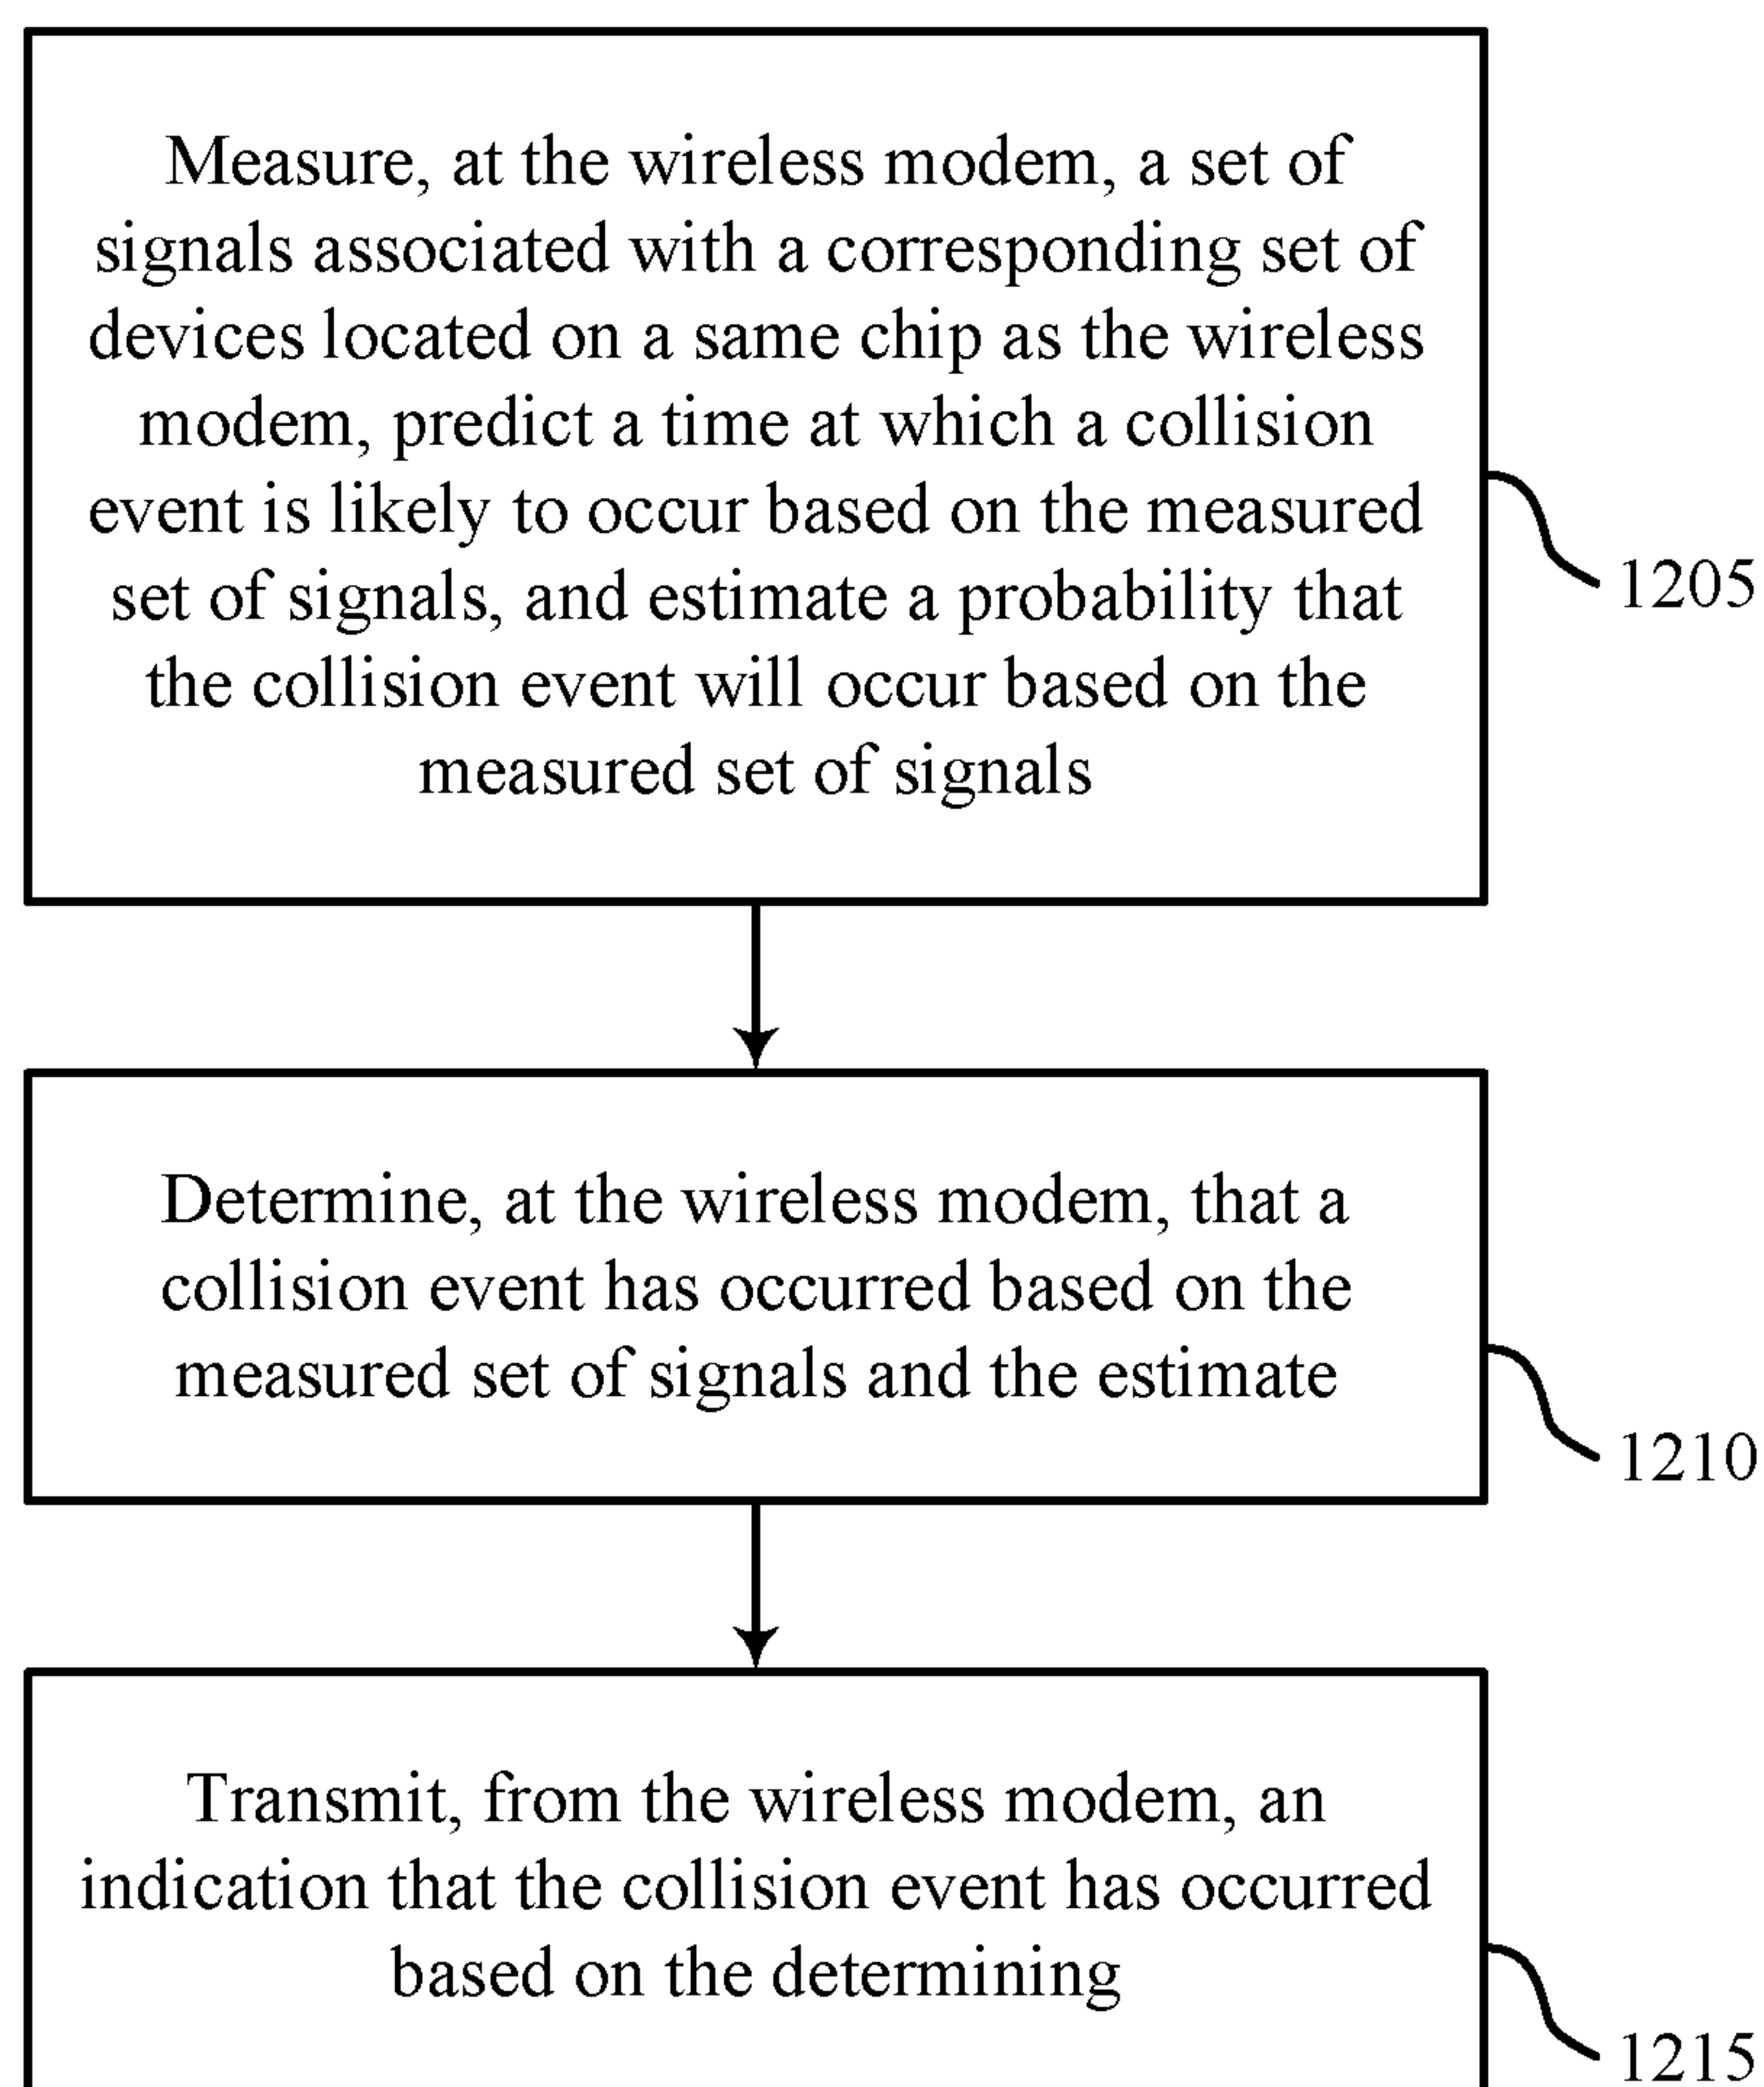 Measure, at the wireless modem, a set of
signals associated with a corresponding set of
devices located on a same chip as the wireless
modem, predict a time at which a collision
event is likely to occur based on the measured
set of signals, and estimate a probability that
the collision event will occur based on the
measured set of signals
1205
Determine, at the wireless modem, that a
collision event has occurred based on the
measured set of signals and the estimate
1210
Transmit, from the wireless modem, an
indication that the collision event has occurred
based on the determining
1215